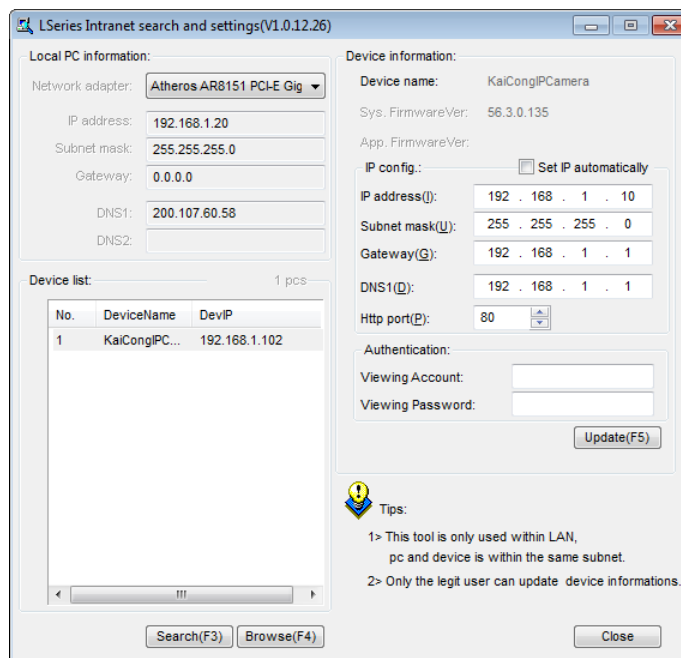 LSeries Intranet search and settings(V1.0.12.26)
Local PC information:
Network adapter: Atheros AR8151 PCI-E Gig
IP address: 192.168.1.20
Subnet mask: 255.255.255.0
Gateway: 0.0.0.0
DNS1: 200.107.60.58
DNS2:
Device list: 1 pcs
No. DeviceName DevIP
1 KaiCongIPC... 192.168.1.102
Search(F3) Browse(F4)
Device information:
Device name: KaiCongIPCamera
Sys. FirmwareVer: 56.3.0.135
App. FirmwareVer:
IP config.: Set IP automatically
IP address(I): 192 . 168 . 1 . 10
Subnet mask(U): 255 . 255 . 255 . 0
Gateway(G): 192 . 168 . 1 . 1
DNS1(D): 192 . 168 . 1 . 1
Http port(P): 80
Authentication:
Viewing Account:
Viewing Password:
Update(F5)
Tips:
1> This tool is only used within LAN,
pc and device is within the same subnet.
2> Only the legit user can update device informations.
Close